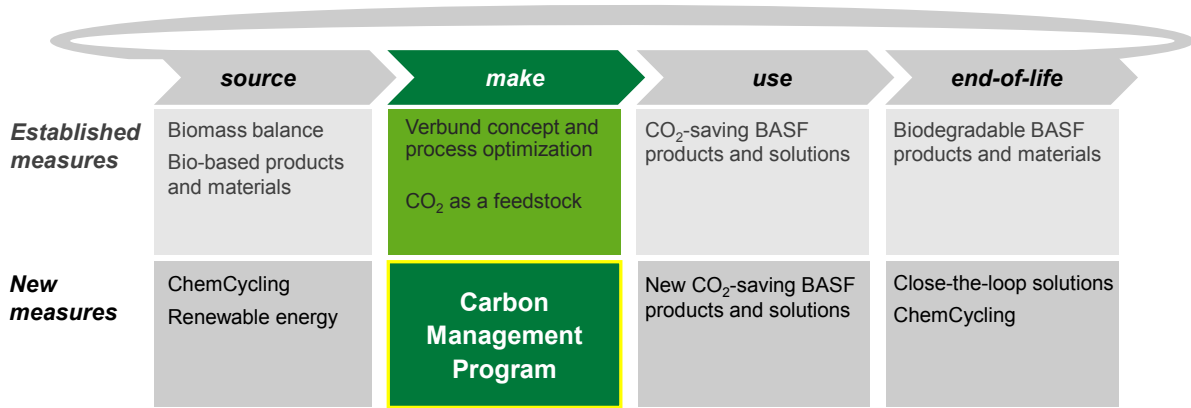 source
make
use
end-of-life
Established
measures
Biomass balance
Bio-based products
and materials
Verbund concept and
process optimization
CO₂ as a feedstock
CO₂-saving BASF
products and solutions
Biodegradable BASF
products and materials
New
measures
ChemCycling
Renewable energy
Carbon
Management
Program
New CO₂-saving BASF
products and solutions
Close-the-loop solutions
ChemCycling